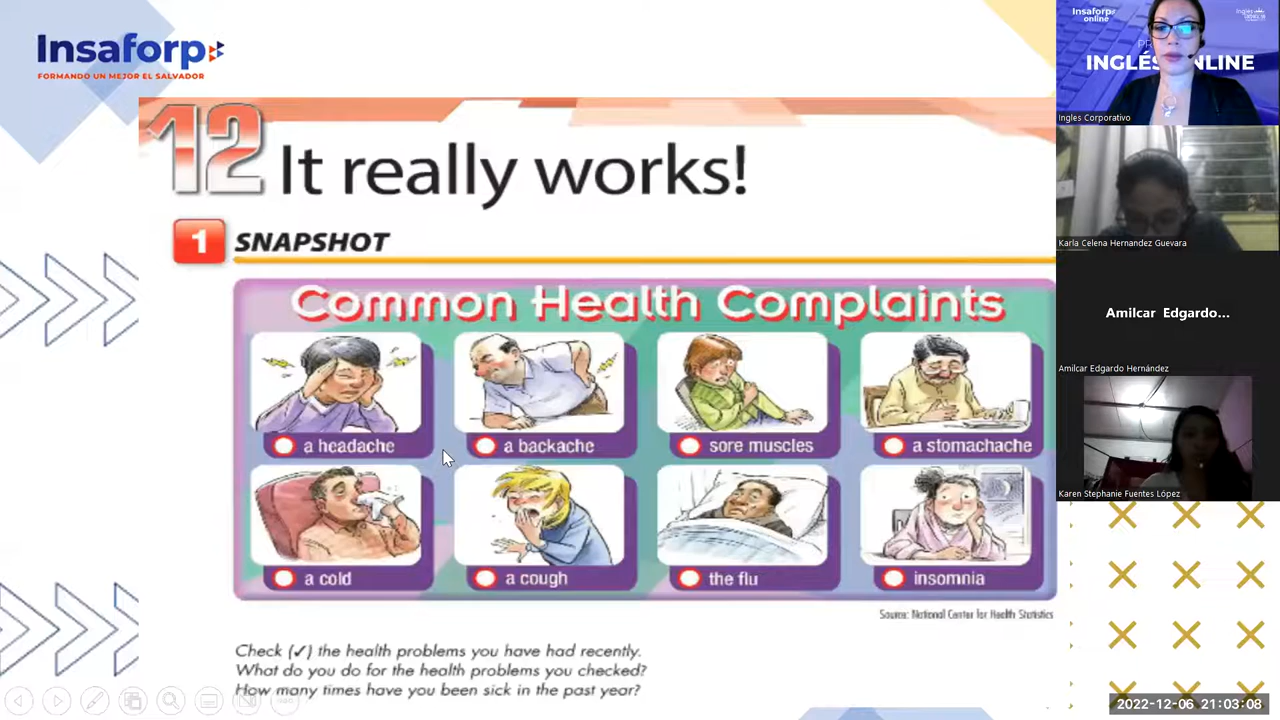 Insaforp
FORMANDO UN MEJOR EL SALVADOR
12 It really works!
1 SNAPSHOT
Common Health Complaints
a headache
a backache
sore muscles
a stomachache
a cold
a cough
the flu
insomnia
Source: National Center for Health Statistics
Check (✓) the health problems you have had recently.
What do you do for the health problems you checked?
How many times have you been sick in the past year?
Insaforp
online
INGLÉS ONLINE
Ingles Corporativo
Karla Celena Hernandez Guevara
Amilcar Edgardo...
Amilcar Edgardo Hernández
Karen Stephanie Fuentes López
2022-12-06 21:03:08